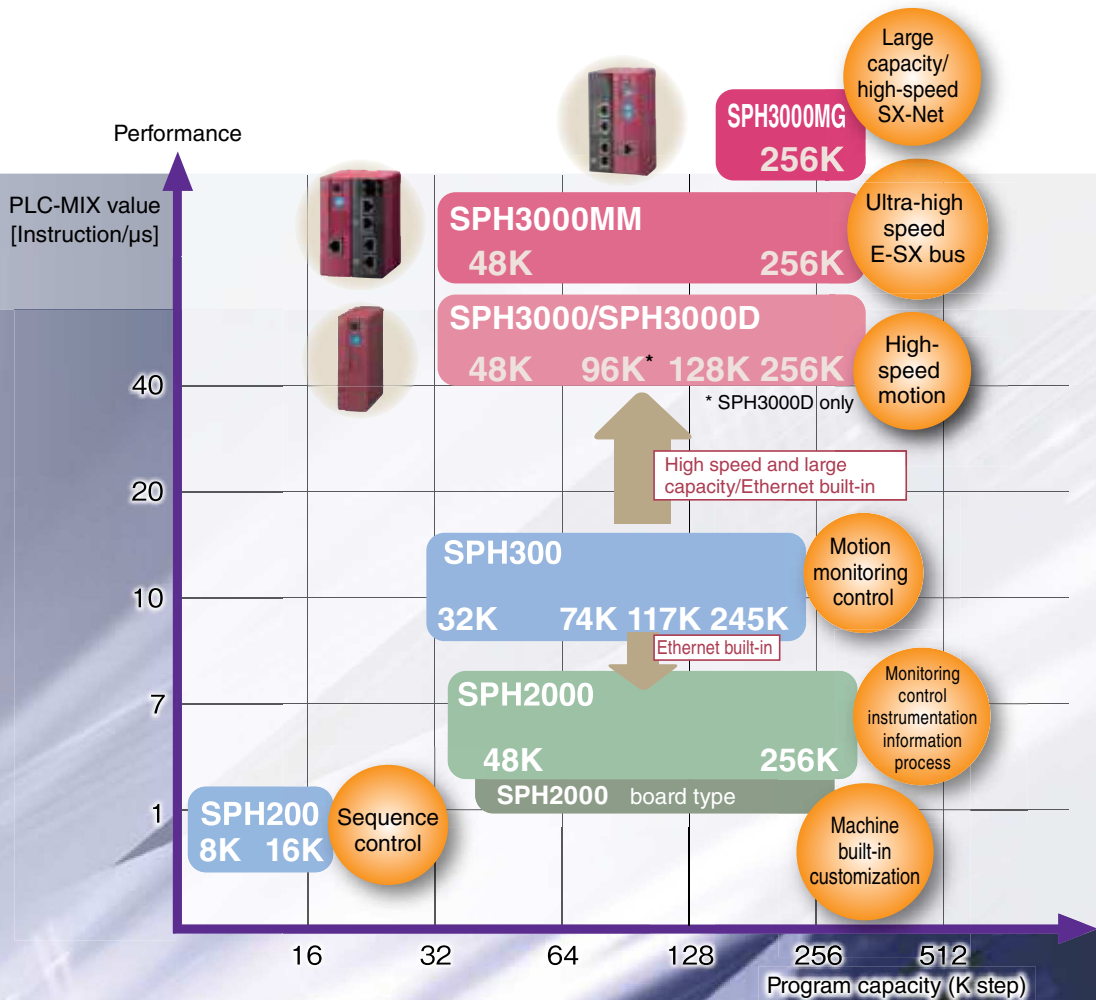 Large
capacity/
high-speed
SX-Net
SPH3000MG
256K
Performance
PLC-MIX value
[Instruction/µs]
SPH3000MM
48K 256K
Ultra-high
speed
E-SX bus
SPH3000/SPH3000D
48K 96K* 128K 256K
High-
speed
motion
40
* SPH3000D only
High speed and large
capacity/Ethernet built-in
20
SPH300
32K 74K 117K 245K
Motion
monitoring
control
10
Ethernet built-in
SPH2000
48K 256K
Monitoring
control
instrumentation
information
process
7
SPH2000 board type
1
SPH200
8K 16K
Sequence
control
Machine
built-in
customization
16 32 64 128 256 512
Program capacity (K step)